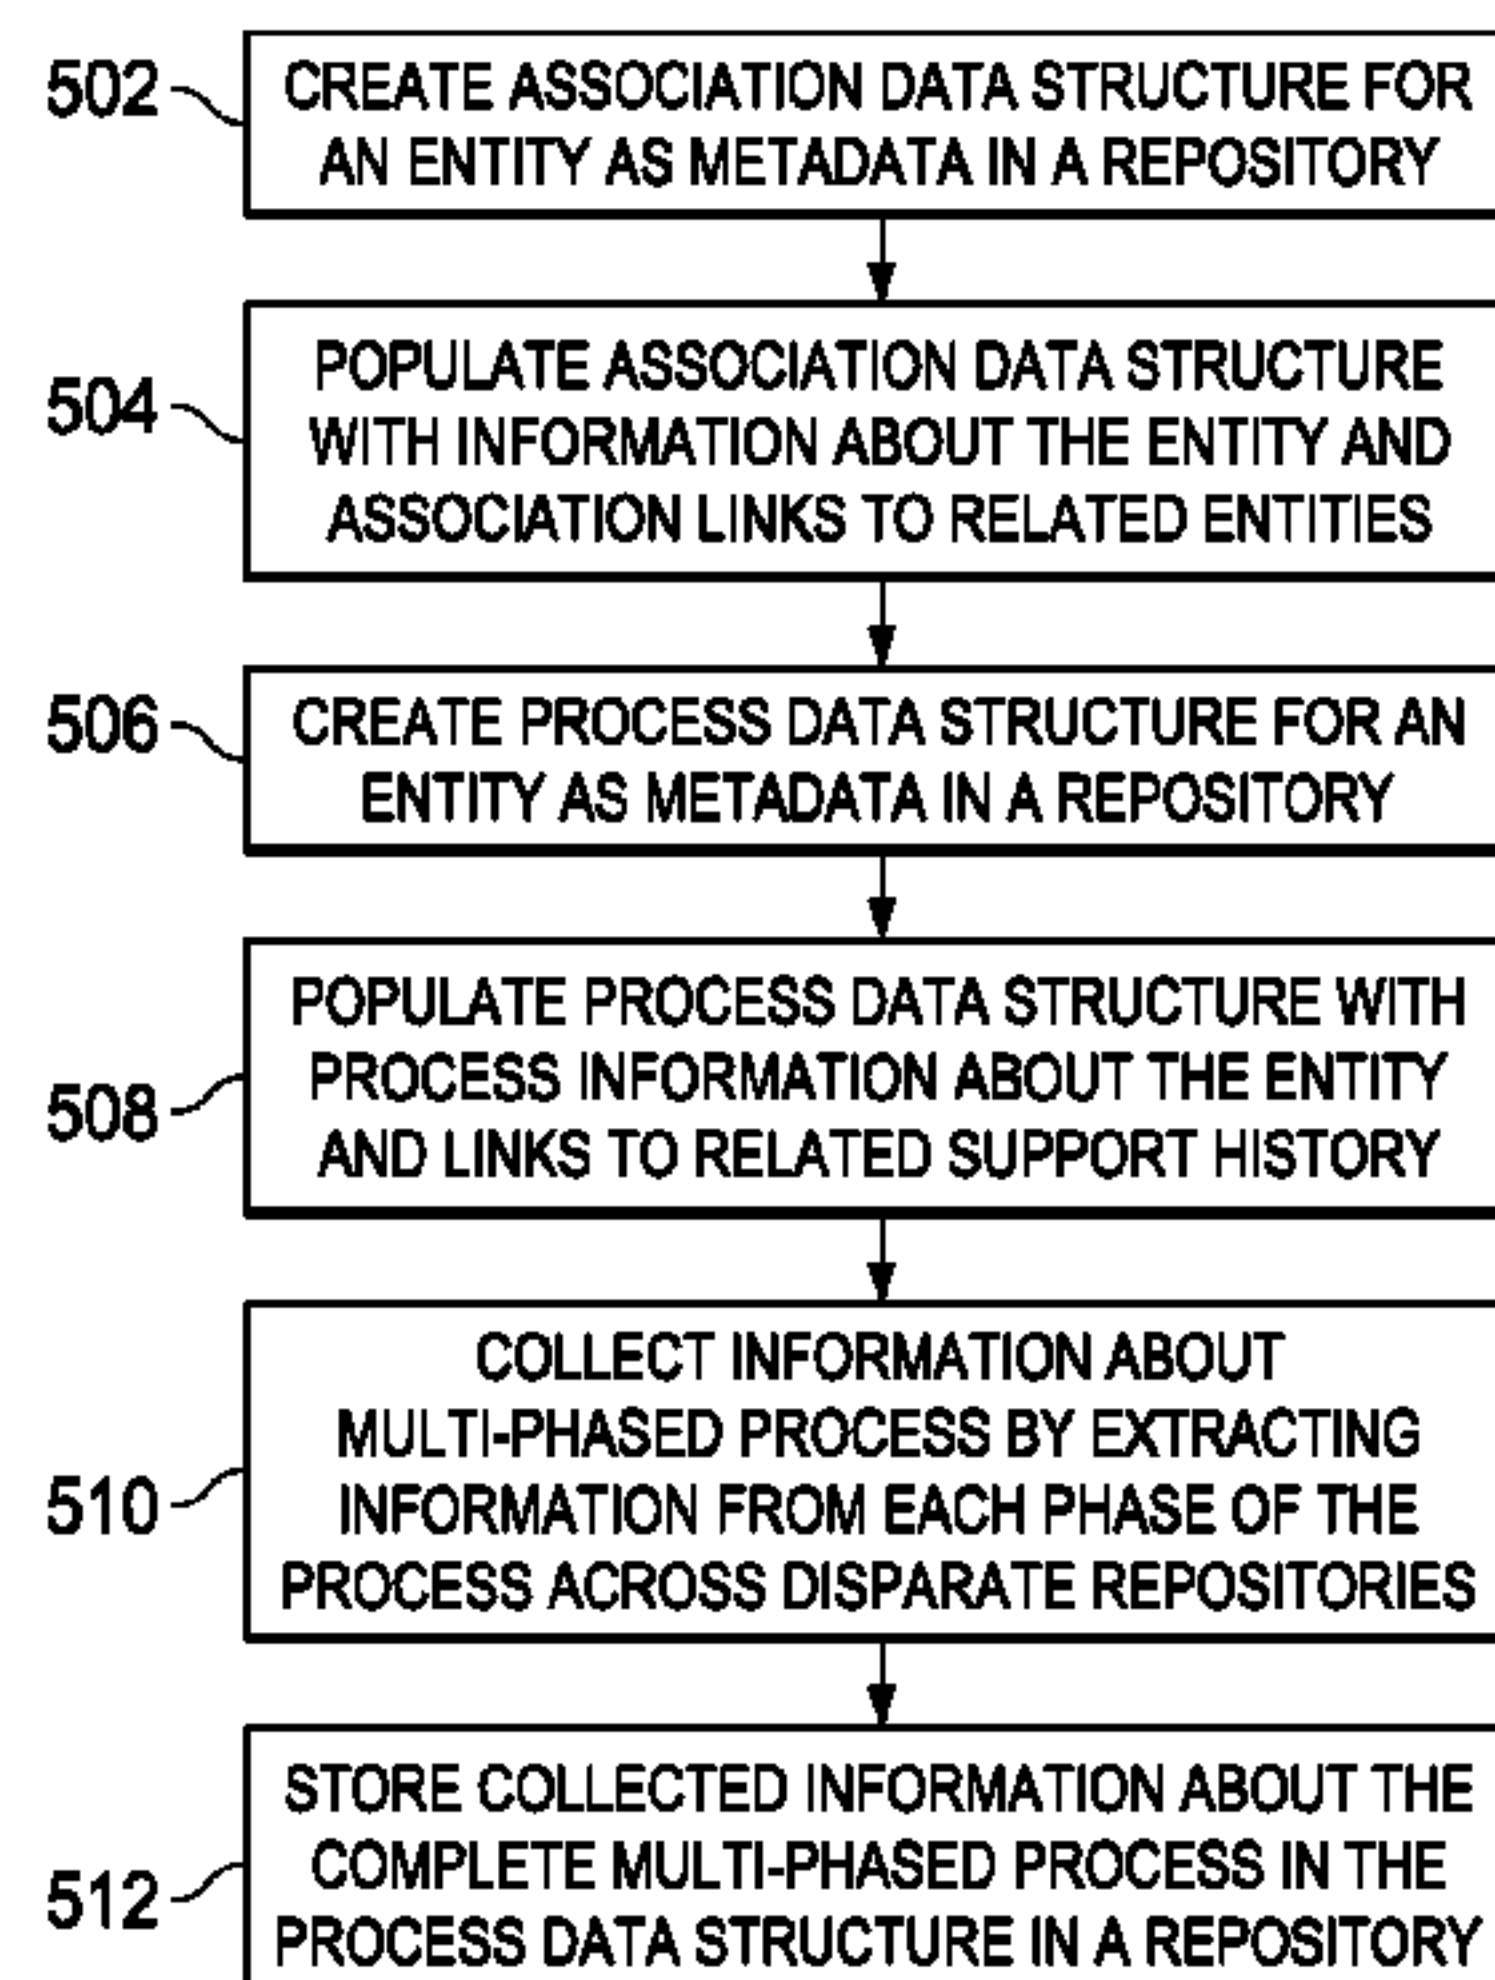 502
CREATE ASSOCIATION DATA STRUCTURE FOR
AN ENTITY AS METADATA IN A REPOSITORY
504
POPULATE ASSOCIATION DATA STRUCTURE
WITH INFORMATION ABOUT THE ENTITY AND
ASSOCIATION LINKS TO RELATED ENTITIES
506
CREATE PROCESS DATA STRUCTURE FOR AN
ENTITY AS METADATA IN A REPOSITORY
508
POPULATE PROCESS DATA STRUCTURE WITH
PROCESS INFORMATION ABOUT THE ENTITY
AND LINKS TO RELATED SUPPORT HISTORY
510
COLLECT INFORMATION ABOUT
MULTI-PHASED PROCESS BY EXTRACTING
INFORMATION FROM EACH PHASE OF THE
PROCESS ACROSS DISPARATE REPOSITORIES
512
STORE COLLECTED INFORMATION ABOUT THE
COMPLETE MULTI-PHASED PROCESS IN THE
PROCESS DATA STRUCTURE IN A REPOSITORY